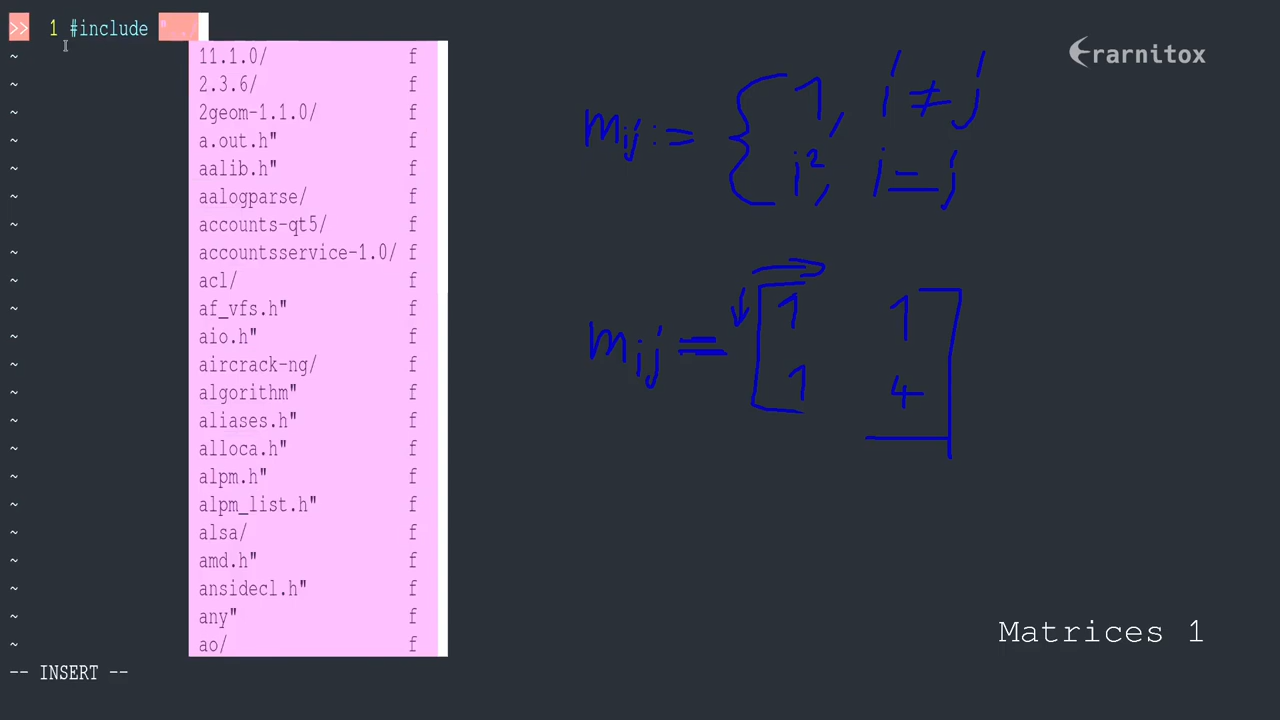 >> 1 #include "../
~ 11.1.0/ f
~ 2.3.6/ f
~ 2geom-1.1.0/ f
~ a.out.h" f
~ aalib.h" f
~ aalogparse/ f
~ accounts-qt5/ f
~ accountsservice-1.0/ f
~ acl/ f
~ af_vfs.h" f
~ aio.h" f
~ aircrack-ng/ f
~ algorithm" f
~ aliases.h" f
~ alloca.h" f
~ alpm.h" f
~ alpm_list.h" f
~ alsa/ f
~ amd.h" f
~ ansidecl.h" f
~ any" f
~ ao/ f
-- INSERT --
rarnitox
mij := { 1, i ≠ j
i², i = j
mij = [ 1 1
1 4 ]
Matrices 1